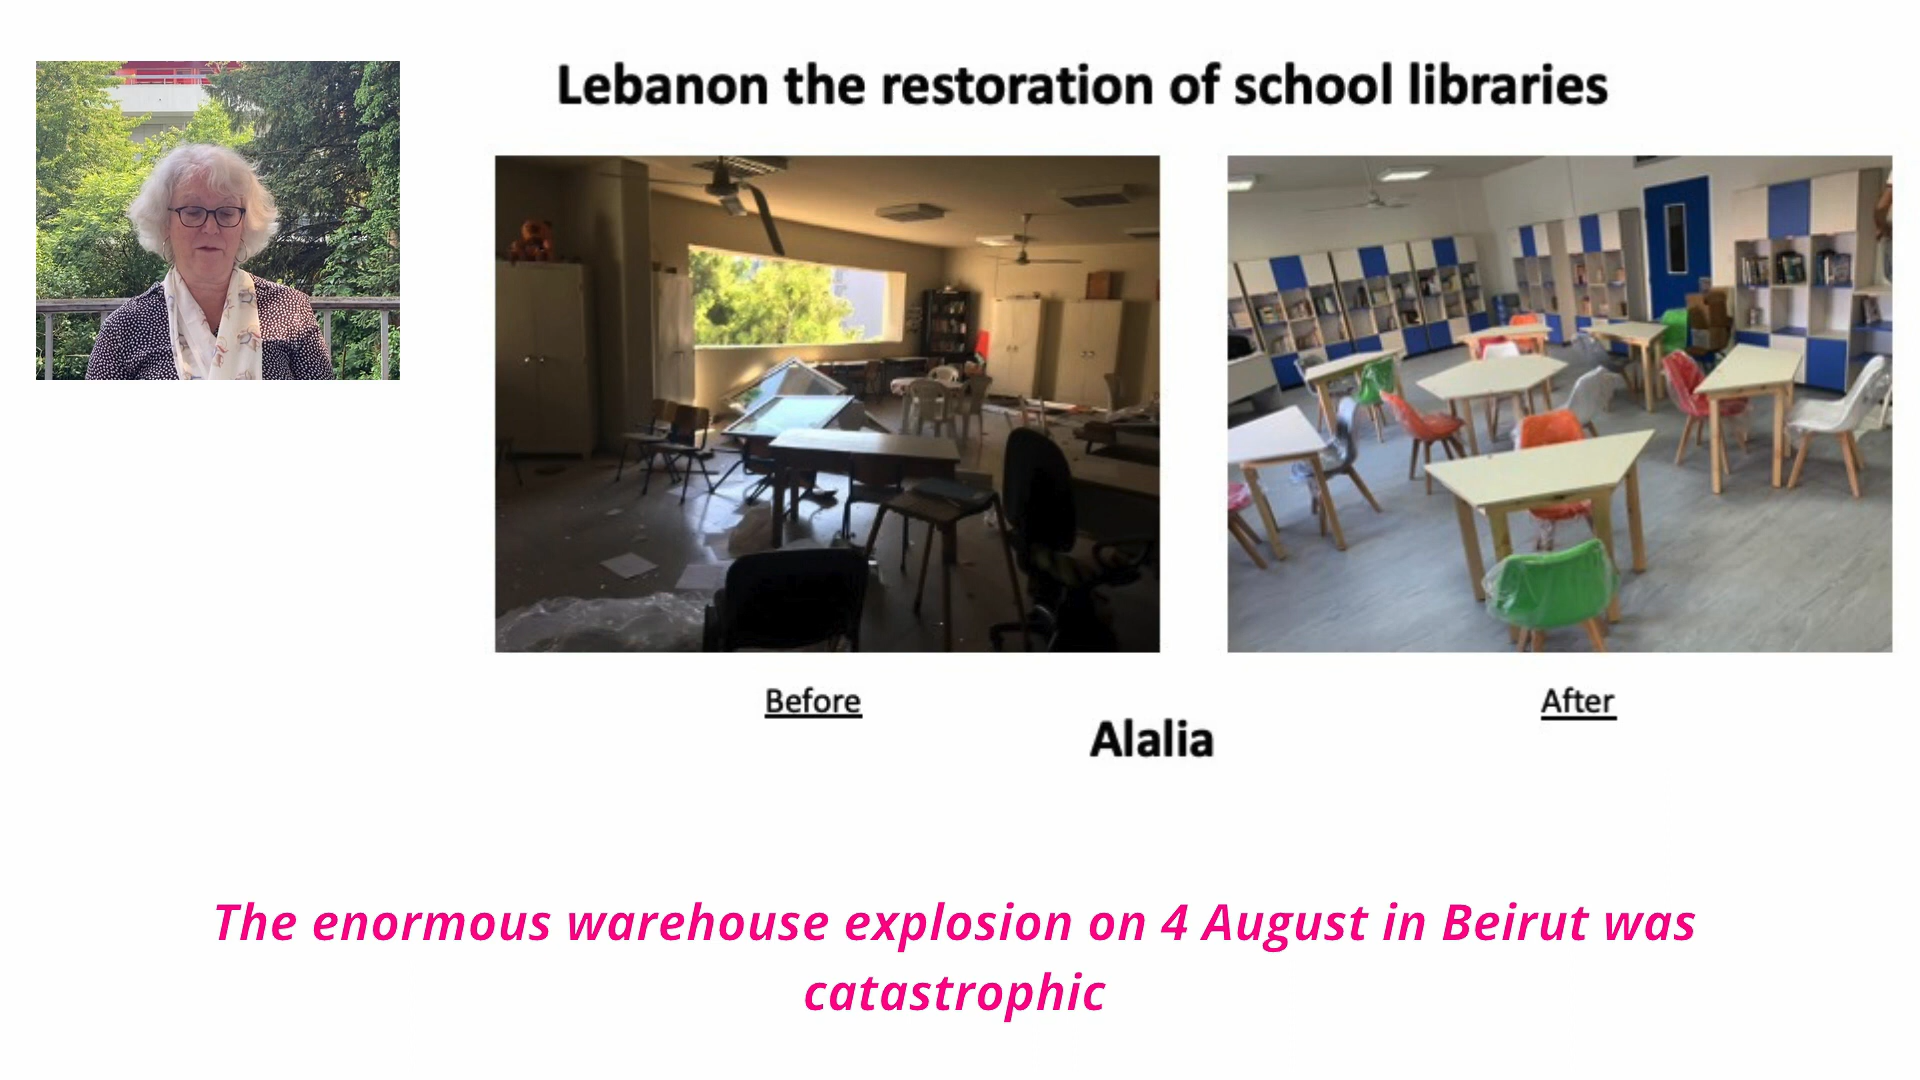 Lebanon the restoration of school libraries
Before
After
Alalia
The enormous warehouse explosion on 4 August in Beirut was
catastrophic